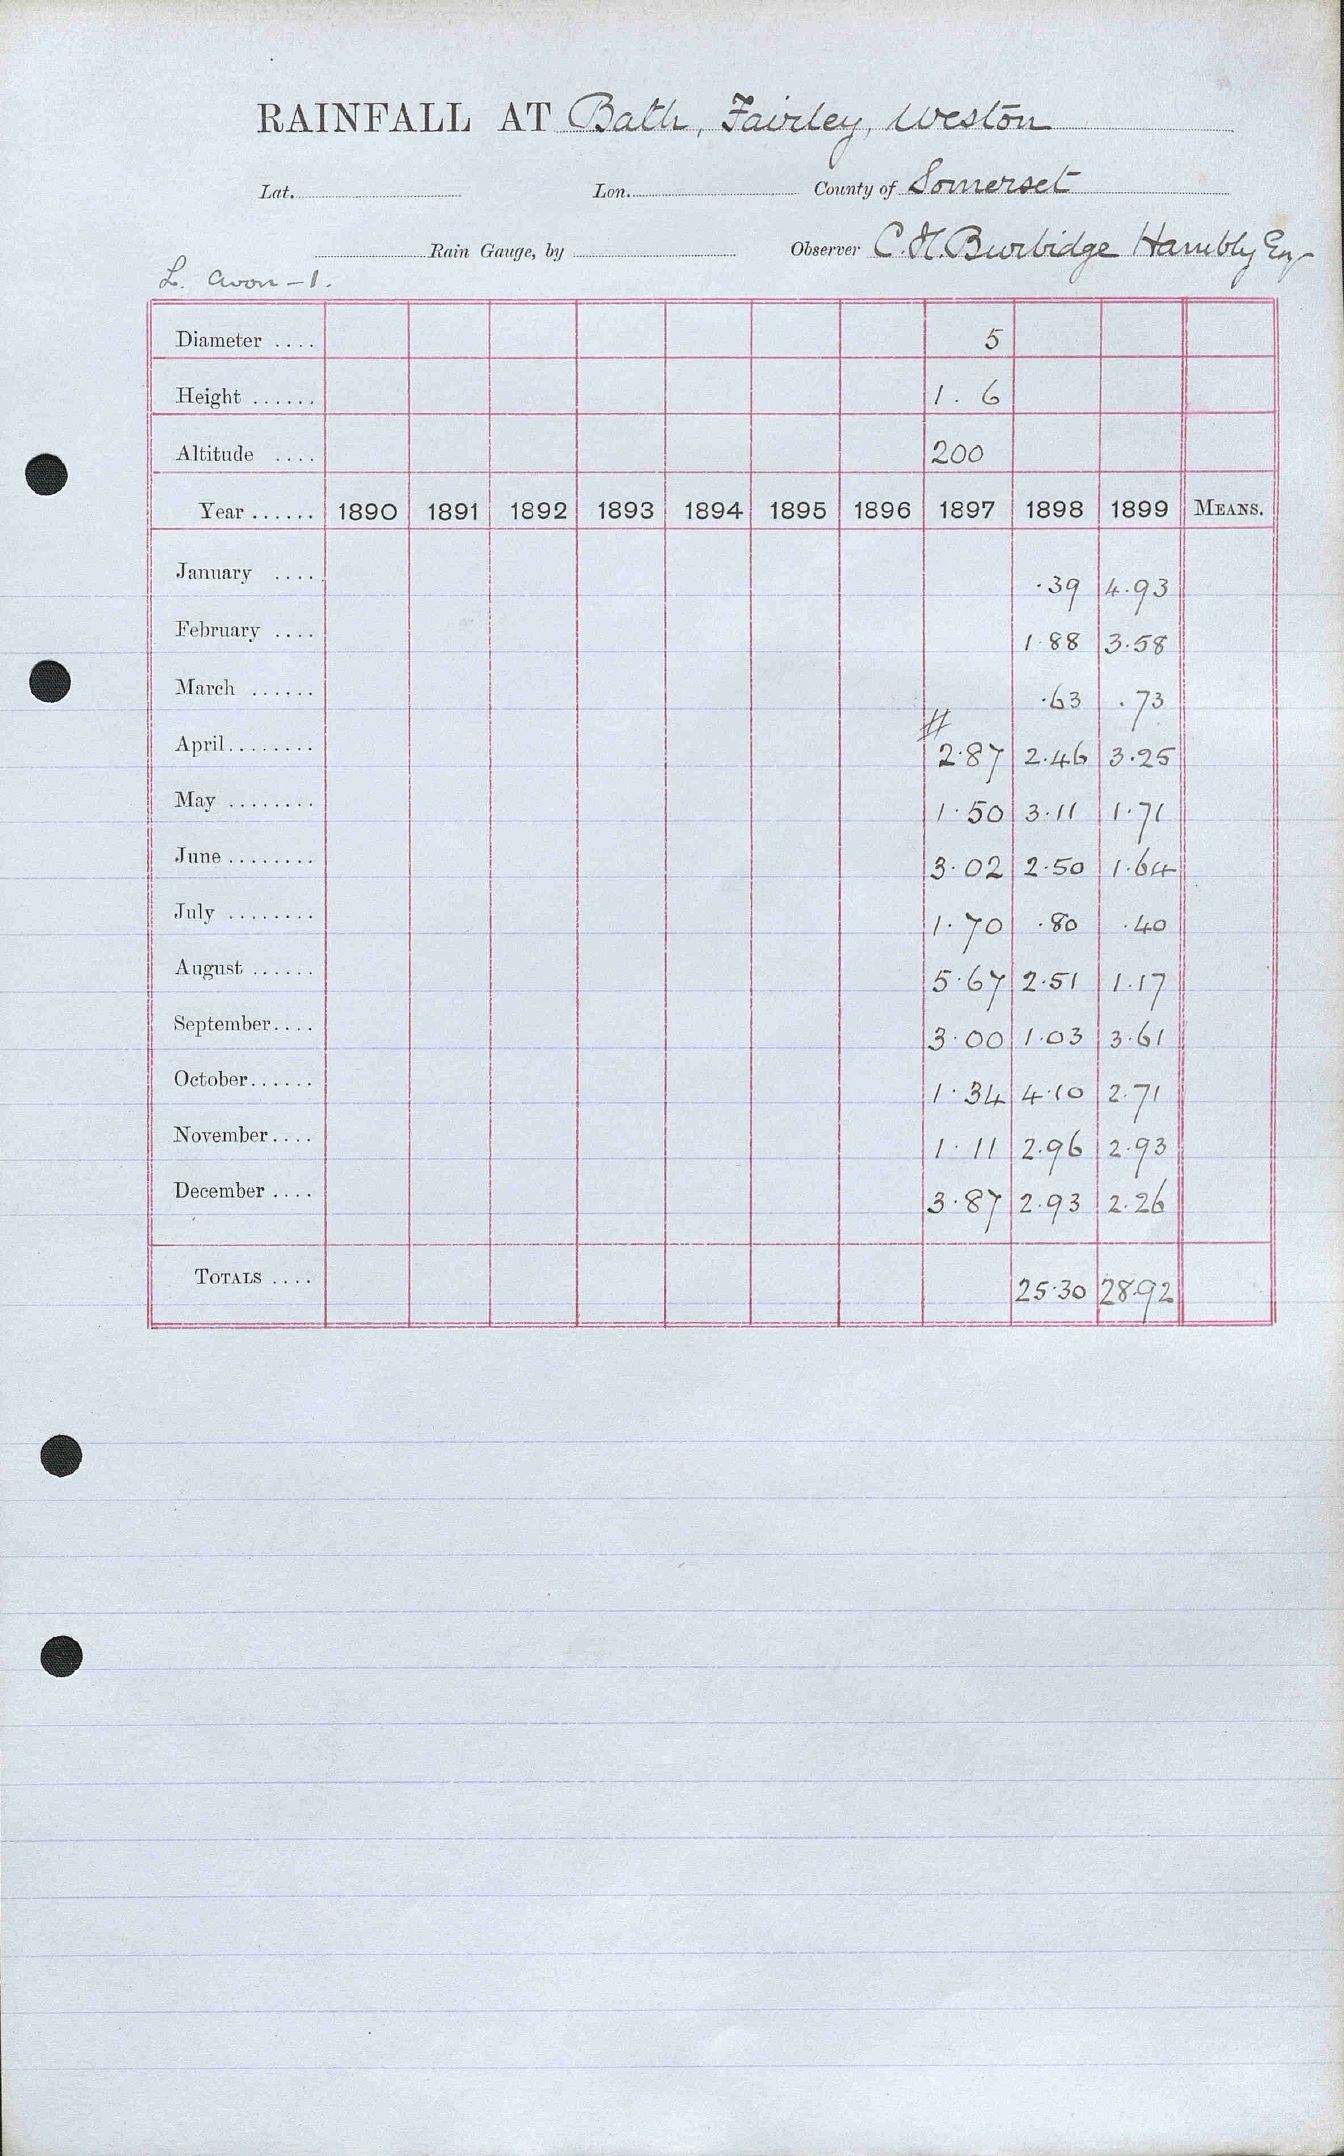 RAINFALL AT Bath, Fairley, Weston
Lat. Lon. County of Somerset
Rain Gauge, by Observer C.H. Burbidge Hambly Esq
L. Avon - 1.
Diameter .... 5
Height ...... 1. 6
Altitude .... 200
Year ...... 1890 1891 1892 1893 1894 1895 1896 1897 1898 1899 MEANS.
January .... .39 4.93
February .... 1.88 3.58
March ...... .63 .73
April........ # 2.87 2.46 3.25
May ........ 1.50 3.11 1.71
June ........ 3.02 2.50 1.64
July ........ 1.70 .80 .40
August ...... 5.67 2.51 1.17
September.... 3.00 1.03 3.61
October...... 1.34 4.10 2.71
November.... 1.11 2.96 2.93
December .... 3.87 2.93 2.26
TOTALS .... 25.30 28.92